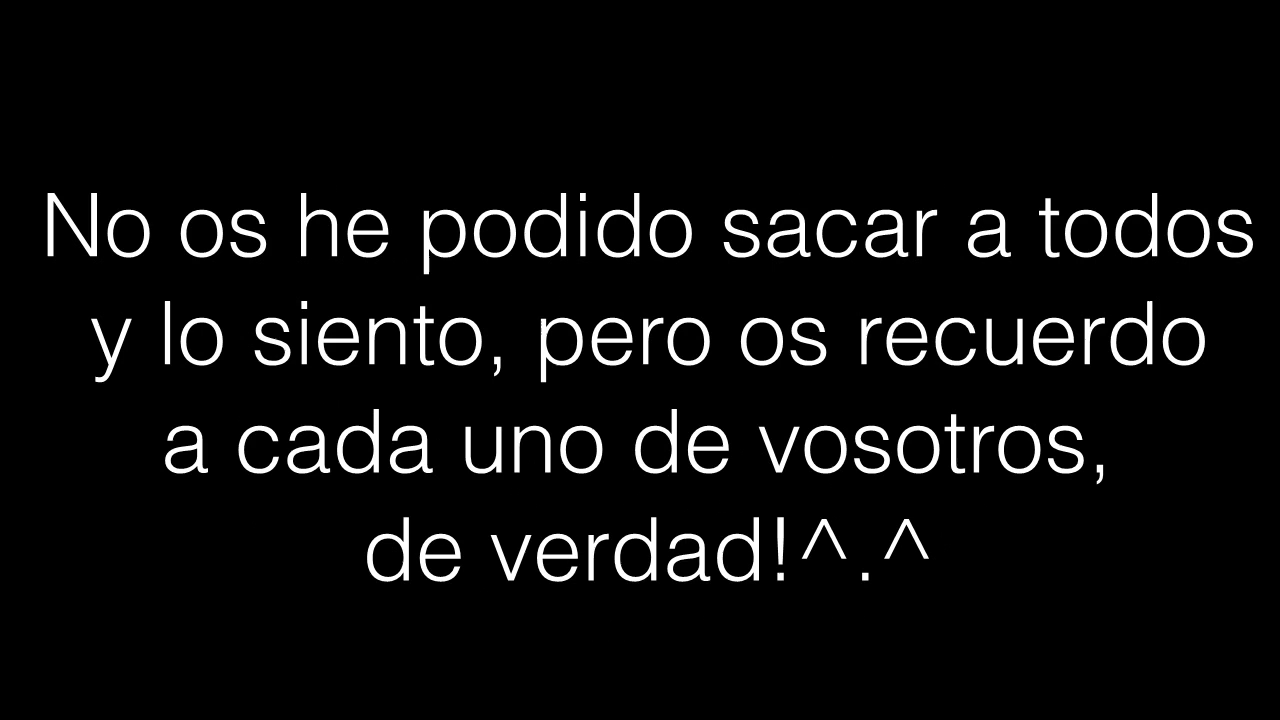 No os he podido sacar a todos
y lo siento, pero os recuerdo
a cada uno de vosotros,
de verdad!^.^